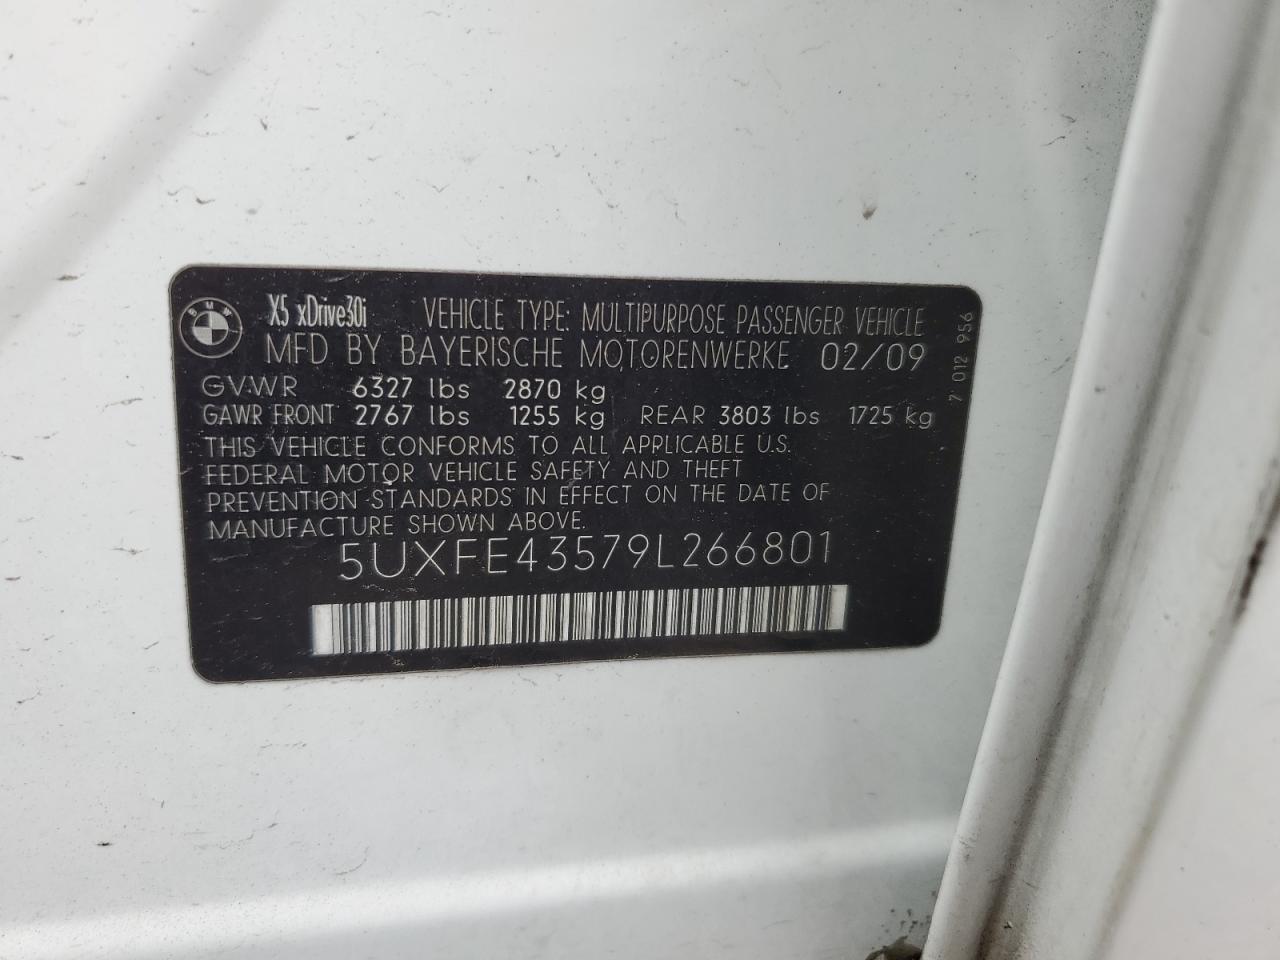 BMW
X5 xDrive30i VEHICLE TYPE: MULTIPURPOSE PASSENGER VEHICLE
MFD BY BAYERISCHE MOTORENWERKE 02/09
GVWR 6327 lbs 2870 kg
GAWR FRONT 2767 lbs 1255 kg REAR 3803 lbs 1725 kg
THIS VEHICLE CONFORMS TO ALL APPLICABLE U.S.
FEDERAL MOTOR VEHICLE SAFETY AND THEFT
PREVENTION STANDARDS IN EFFECT ON THE DATE OF
MANUFACTURE SHOWN ABOVE.
5UXFE43579L266801
7 012 956